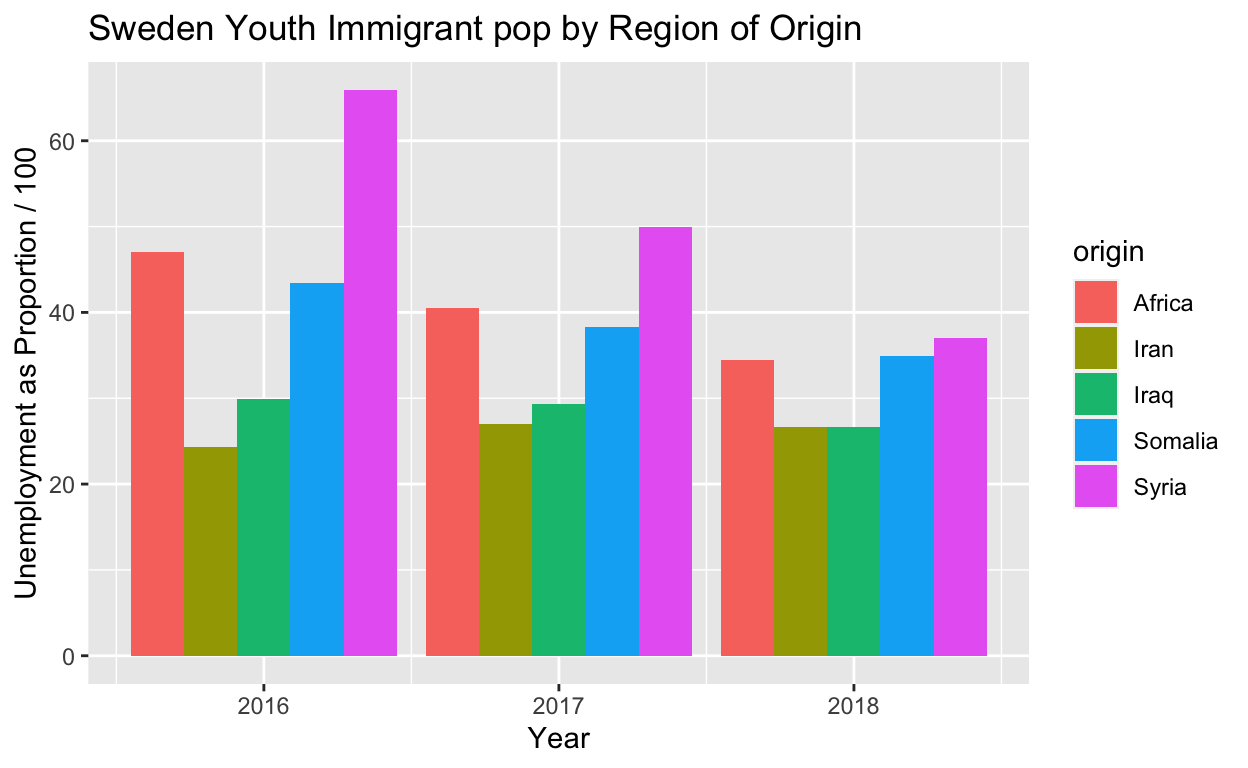 Sweden Youth Immigrant pop by Region of Origin
Unemployment as Proportion / 100
60
40
20
0
2016 2017 2018
Year
origin
Africa
Iran
Iraq
Somalia
Syria